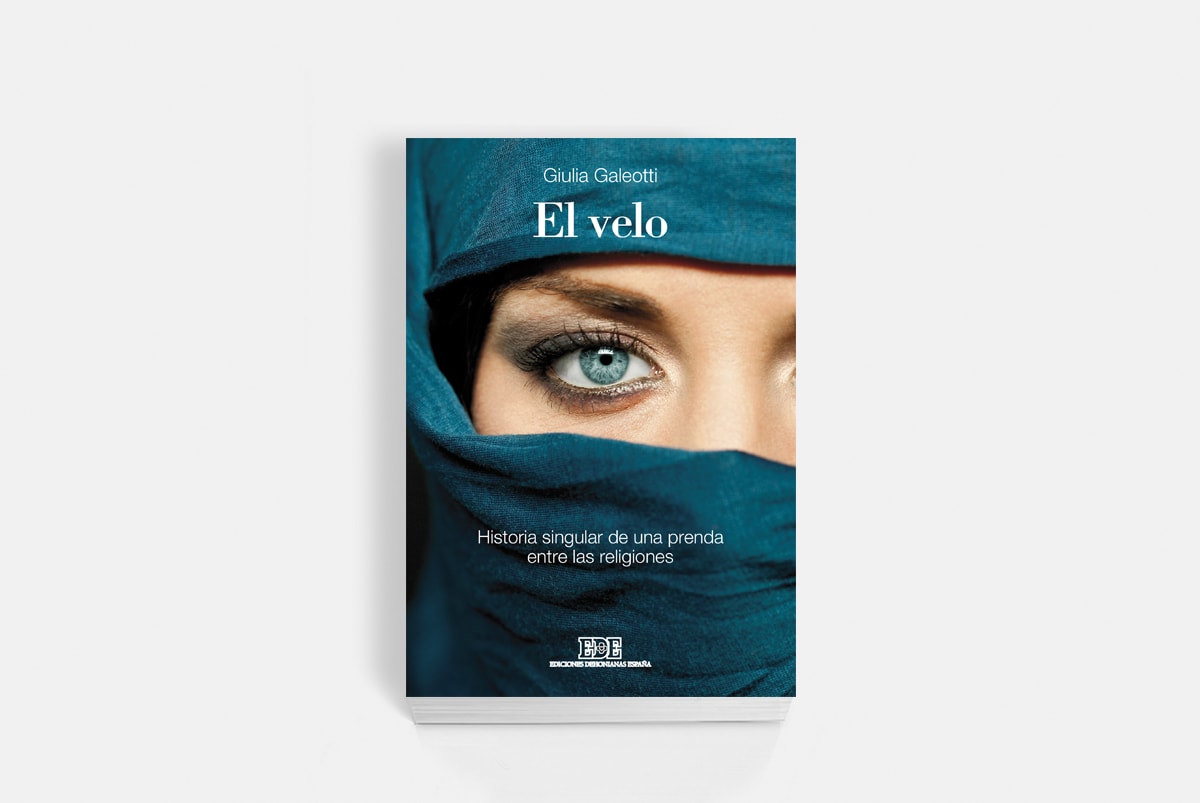 Giulia Galeotti
El velo
Historia singular de una prenda
entre las religiones
EDE
EDICIONES DEHONIANAS ESPAÑA